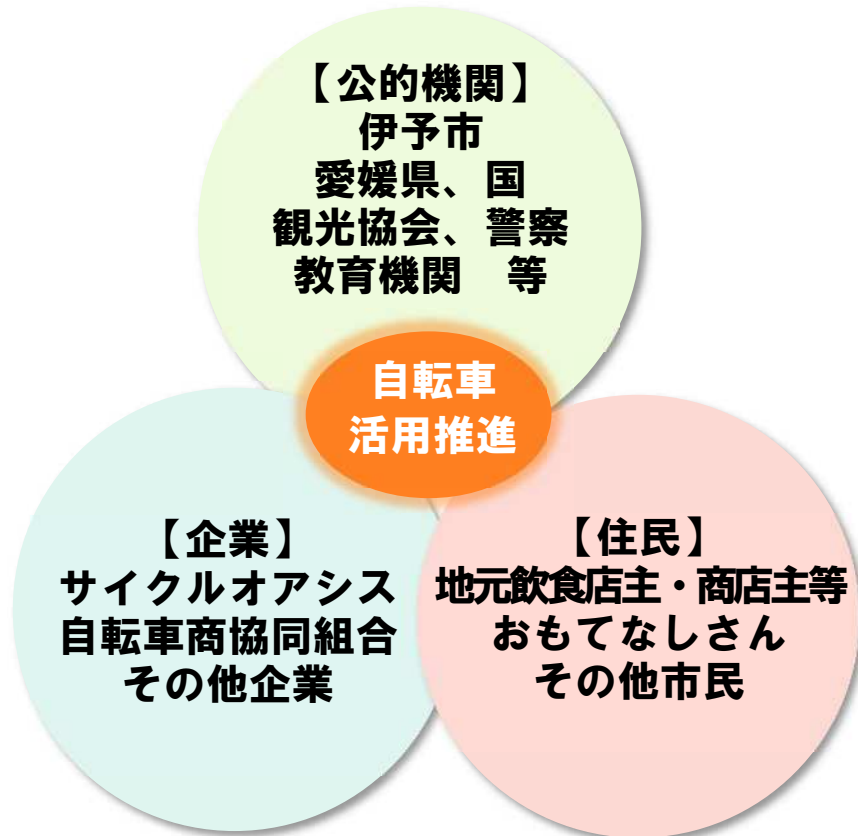 【公的機関】
伊予市
愛媛県、国
観光協会、警察
教育機関　等
自転車
活用推進
【企業】
サイクルオアシス
自転車商協同組合
その他企業
【住民】
地元飲食店主・商店主等
おもてなしさん
その他市民